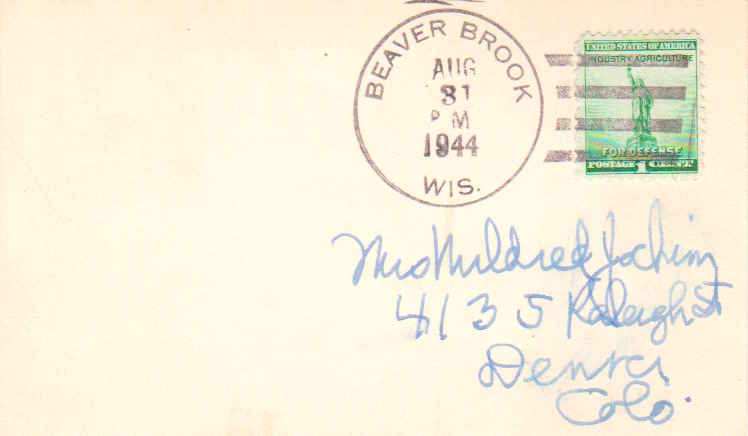 BEAVER BROOK
AUG
31
PM
1944
WIS.
UNITED STATES OF AMERICA
INDUSTRY AGRICULTURE
FOR DEFENSE
POSTAGE 1 CENT
Mrs Mildred Jochim
4135 Raleigh St
Denver
Colo.